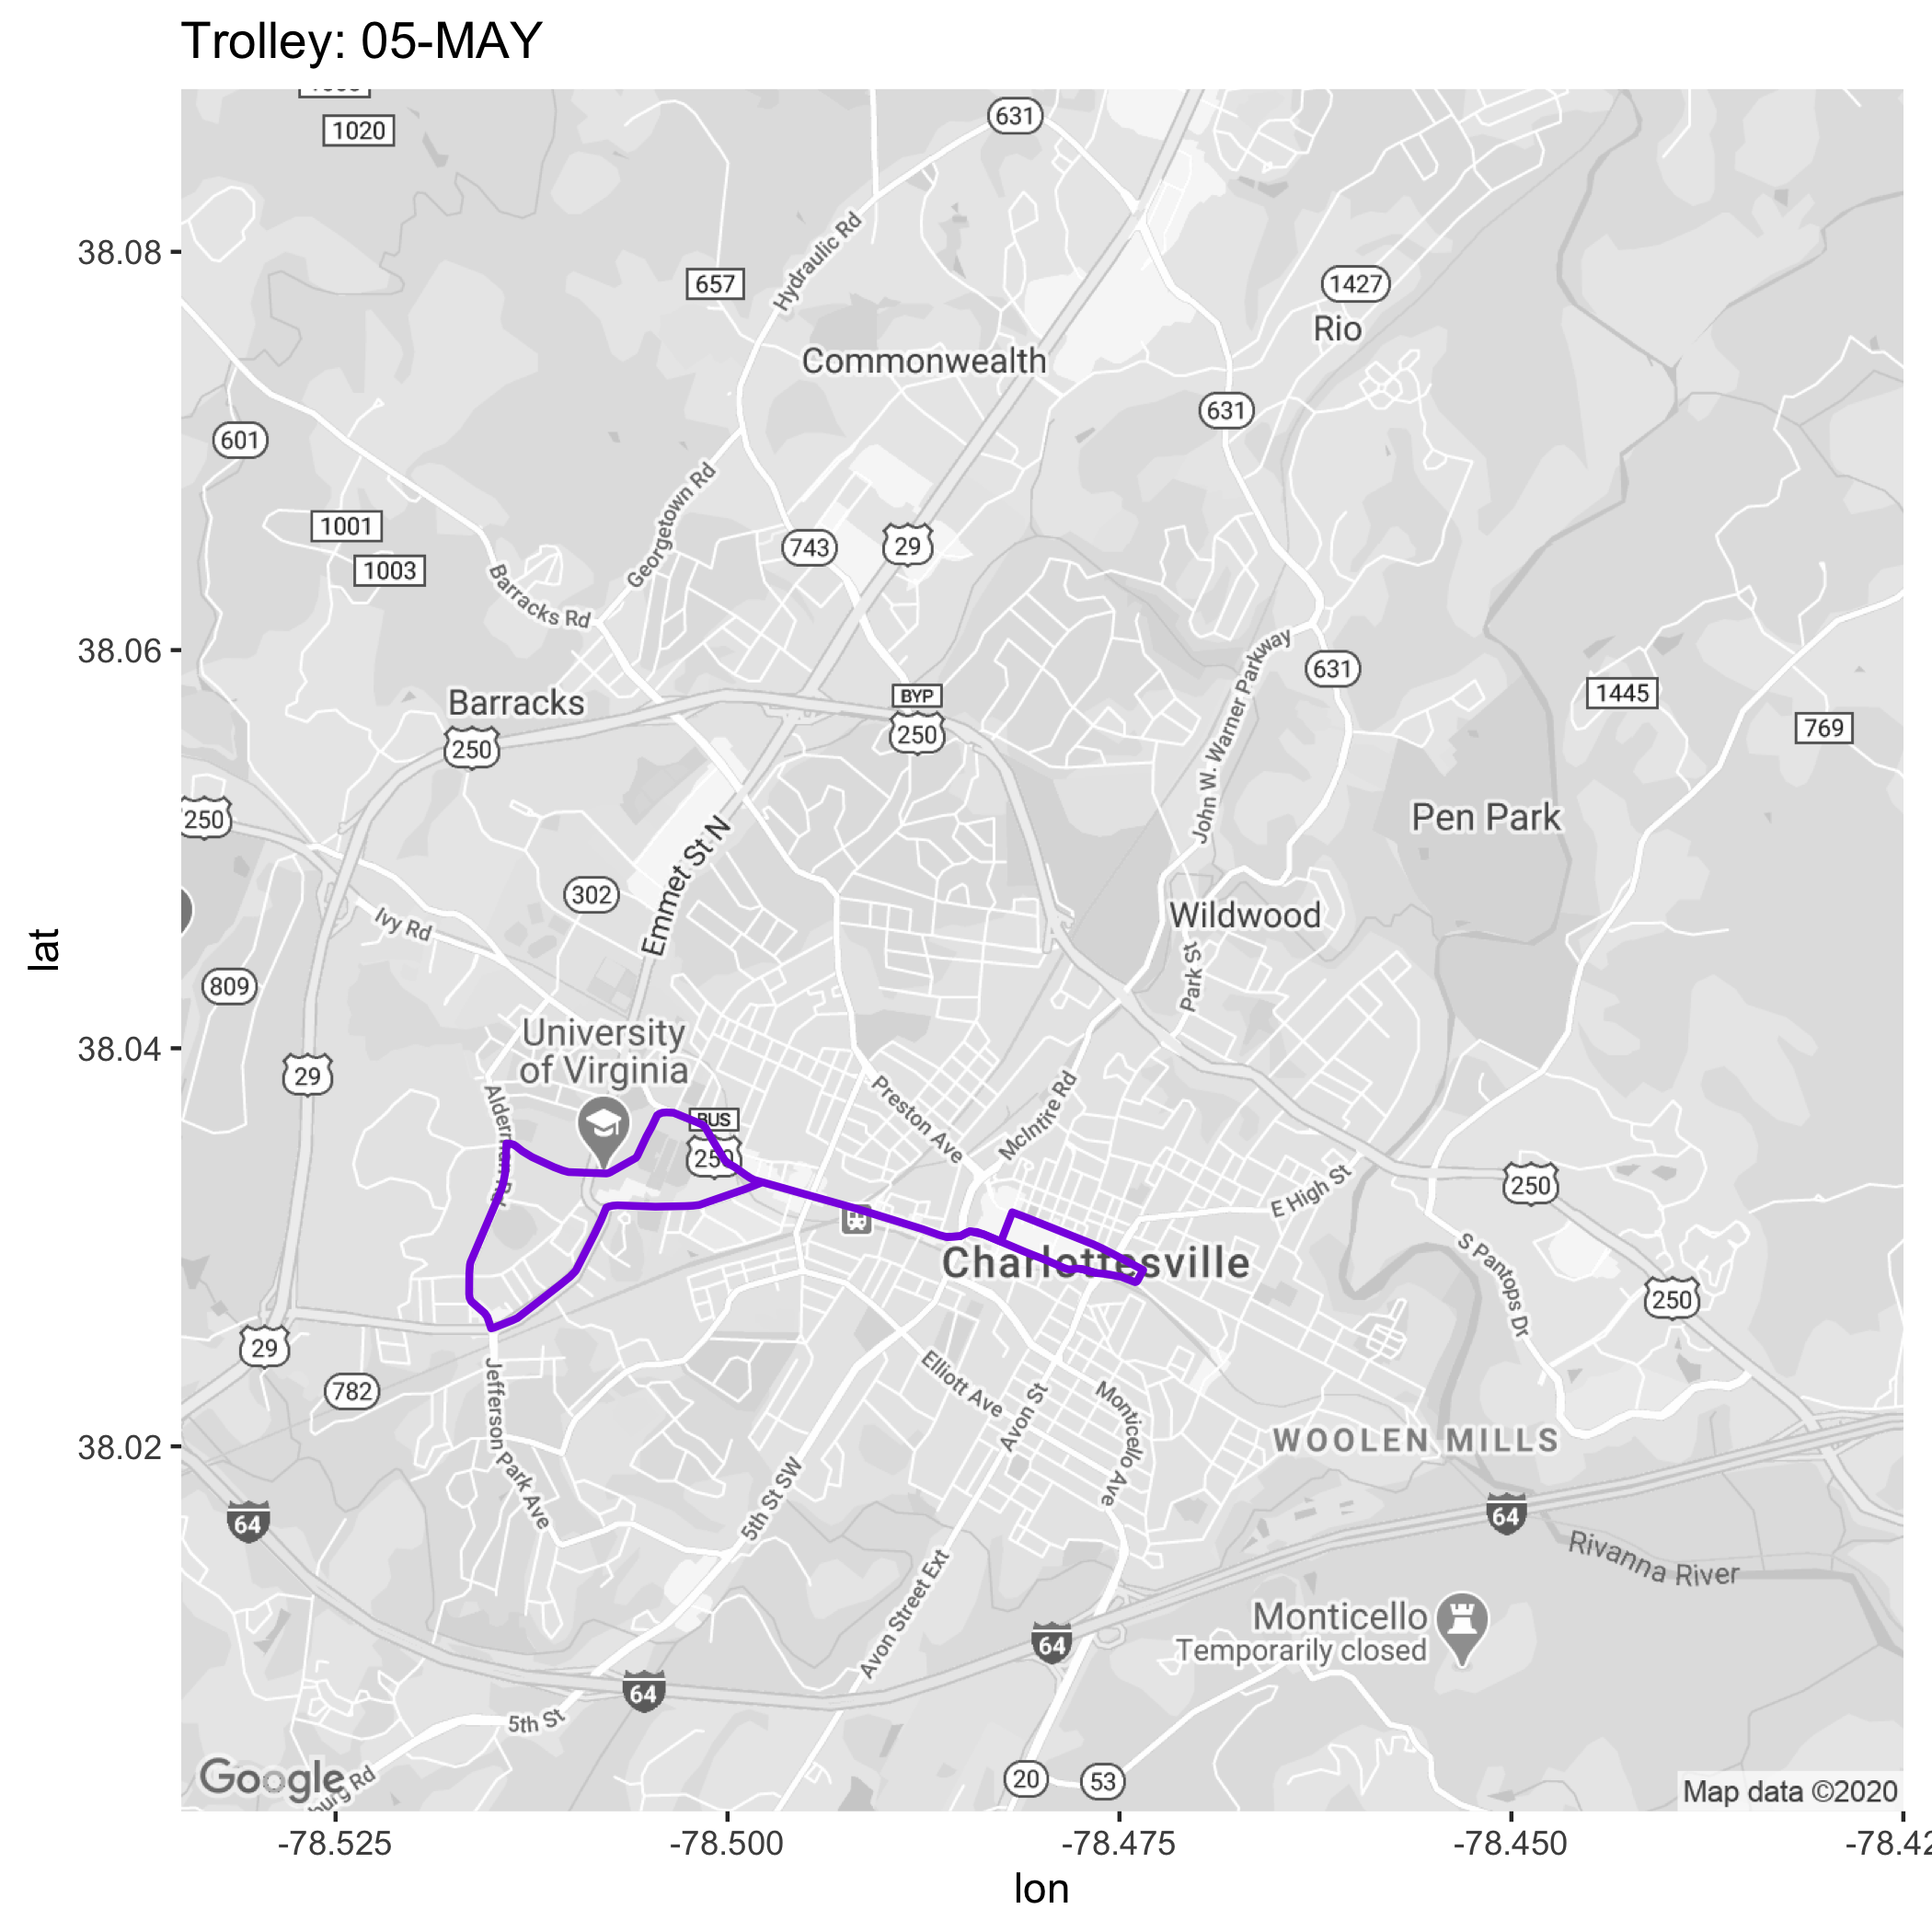 Trolley: 05-MAY
1020
631
Hydraulic Rd
657
1427
Rio
Commonwealth
631
601
Georgetown Rd
1001
743
29
1003
Barracks Rd
John W. Warner Parkway
631
Barracks
BYP
250
250
1445
769
250
Emmet St N
Pen Park
302
Ivy Rd
Wildwood
Park St
809
University
of Virginia
29
Preston Ave
McIntire Rd
BUS
250
E High St
250
S Pantops Dr
Charlottesville
250
29
Jefferson Park Ave
782
Elliott Ave
Avon St
Monticello Ave
WOOLEN MILLS
5th St SW
64
64
Rivanna River
Avon Street Ext
Monticello
Temporarily closed
64
64
5th St
Google
20
53
Map data ©2020
38.08
38.06
38.04
38.02
lat
-78.525
-78.500
-78.475
-78.450
-78.42
lon